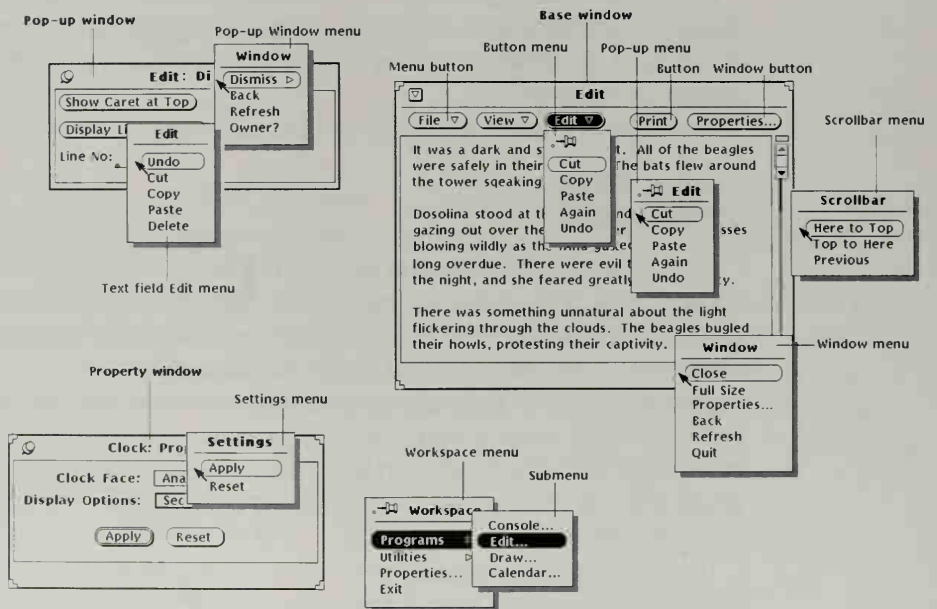 Pop-up window
Pop-up Window menu
Window
Dismiss
Back
Refresh
Owner?
Edit: Di
Show Caret at Top
Display Li
Line No:
Edit
Undo
Cut
Copy
Paste
Delete
Text field Edit menu
Base window
Button menu
Pop-up menu
Menu button
Button
Window button
Edit
File
View
Edit
Print
Properties...
It was a dark and s t. All of the beagles
were safely in their The bats flew around
the tower sqeaking
Dosolina stood at th nd
gazing out over the er sses
blowing wildly as the
long overdue. There were evil t
the night, and she feared greatly y.
There was something unnatural about the light
flickering through the clouds. The beagles bugled
their howls, protesting their captivity.
Cut
Copy
Paste
Again
Undo
Edit
Cut
Copy
Paste
Again
Undo
Scrollbar menu
Scrollbar
Here to Top
Top to Here
Previous
Window menu
Window
Close
Full Size
Properties...
Back
Refresh
Quit
Property window
Settings menu
Clock: Prop
Settings
Apply
Reset
Clock Face: Ana
Display Options: Sec
Apply
Reset
Workspace menu
Submenu
Workspace
Programs
Utilities
Properties...
Exit
Console...
Edit...
Draw...
Calendar...